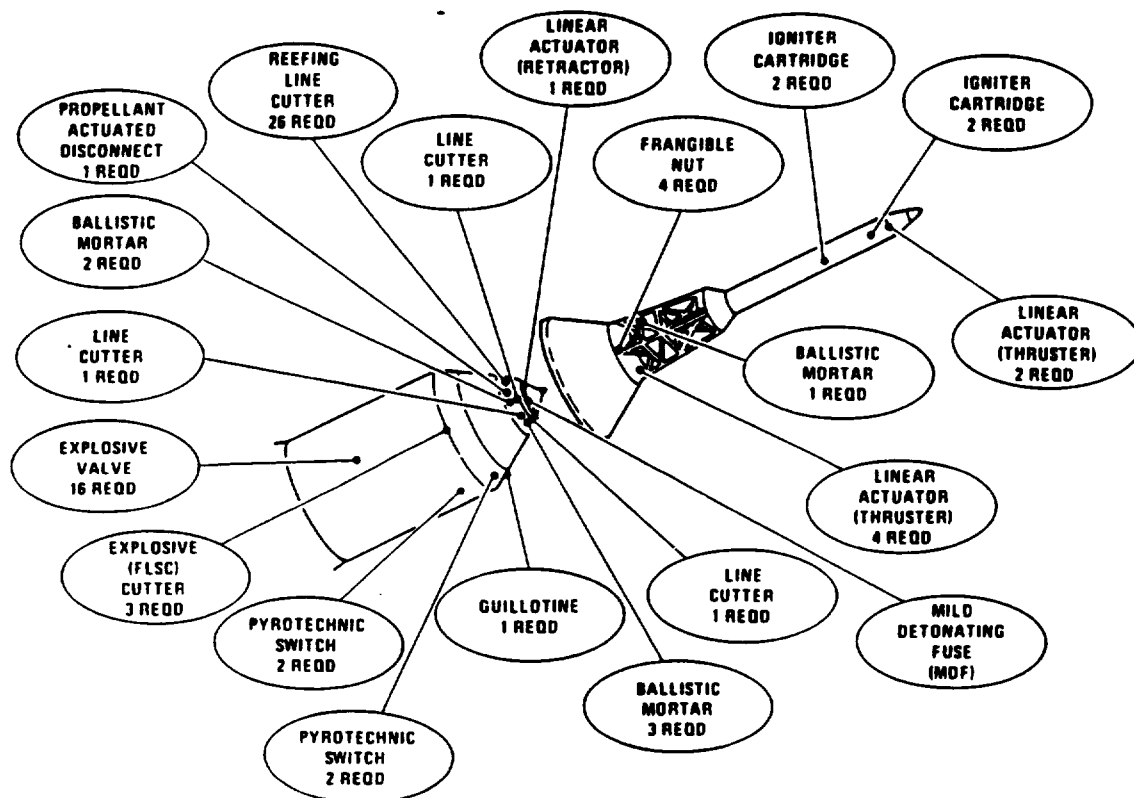 REEFING
LINE
CUTTER
26 REQD
LINEAR
ACTUATOR
(RETRACTOR)
1 REQD
IGNITER
CARTRIDGE
2 REQD
IGNITER
CARTRIDGE
2 REQD
PROPELLANT
ACTUATED
DISCONNECT
1 REQD
LINE
CUTTER
1 REQD
FRANGIBLE
NUT
4 REQD
BALLISTIC
MORTAR
2 REQD
LINE
CUTTER
1 REQD
BALLISTIC
MORTAR
1 REQD
LINEAR
ACTUATOR
(THRUSTER)
2 REQD
EXPLOSIVE
VALVE
16 REQD
LINEAR
ACTUATOR
(THRUSTER)
4 REQD
EXPLOSIVE
(FLSC)
CUTTER
3 REQD
PYROTECHNIC
SWITCH
2 REQD
GUILLOTINE
1 REQD
LINE
CUTTER
1 REQD
MILD
DETONATING
FUSE
(MDF)
PYROTECHNIC
SWITCH
2 REQD
BALLISTIC
MORTAR
3 REQD